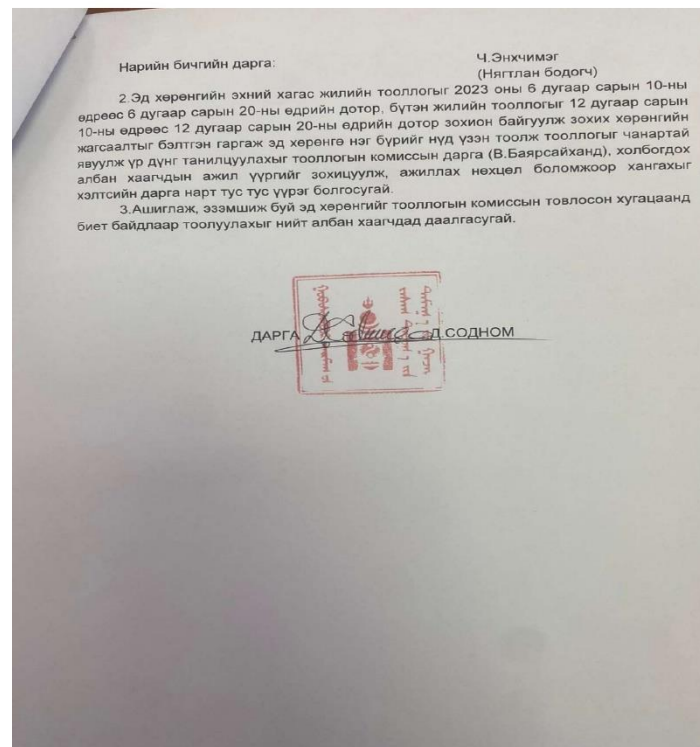 Нарийн бичгийн дарга: Ч.Энхчимэг
(Нягтлан бодогч)
2.Эд хөрөнгийн эхний хагас жилийн тооллогыг 2023 оны 6 дугаар сарын 10-ны
өдрөөс 6 дугаар сарын 20-ны өдрийн дотор, бүтэн жилийн тооллогыг 12 дугаар сарын
10-ны өдрөөс 12 дугаар сарын 20-ны өдрийн дотор зохион байгуулж зохих хөрөнгийн
жагсаалтыг бэлтгэн гаргаж эд хөрөнгө нэг бүрийг нүд үзэн тоолж тооллогыг чанартай
явуулж үр дүнг танилцуулахыг тооллогын комиссын дарга (В.Баярсайханд), холбогдох
албан хаагчдын ажил үүргийг зохицуулж, ажиллах нөхцөл боломжоор хангахыг
хэлтсийн дарга нарт тус тус үүрэг болгосугай.
3.Ашиглаж, эзэмшиж буй эд хөрөнгийг тооллогын комиссын товлосон хугацаанд
биет байдлаар тоолуулахыг нийт албан хаагчдад даалгасугай.
ДАРГА Д.СОДНОМ